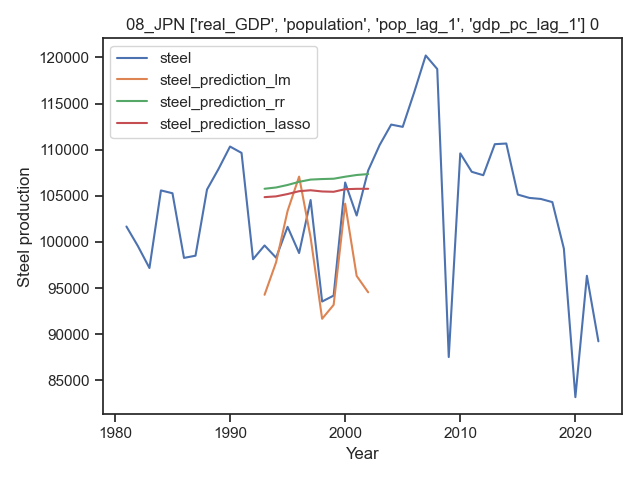 08_JPN ['real_GDP', 'population', 'pop_lag_1', 'gdp_pc_lag_1'] 0
steel
steel_prediction_lm
steel_prediction_rr
steel_prediction_lasso
Steel production
120000
115000
110000
105000
100000
95000
90000
85000
1980
1990
2000
2010
2020
Year